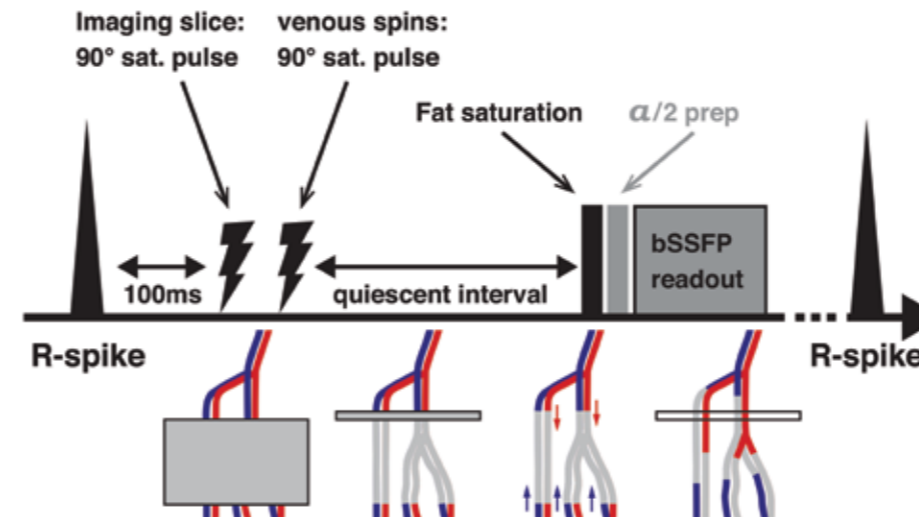 Imaging slice:
90° sat. pulse
venous spins:
90° sat. pulse
Fat saturation
α/2 prep
100ms
quiescent interval
bSSFP
readout
R-spike
R-spike